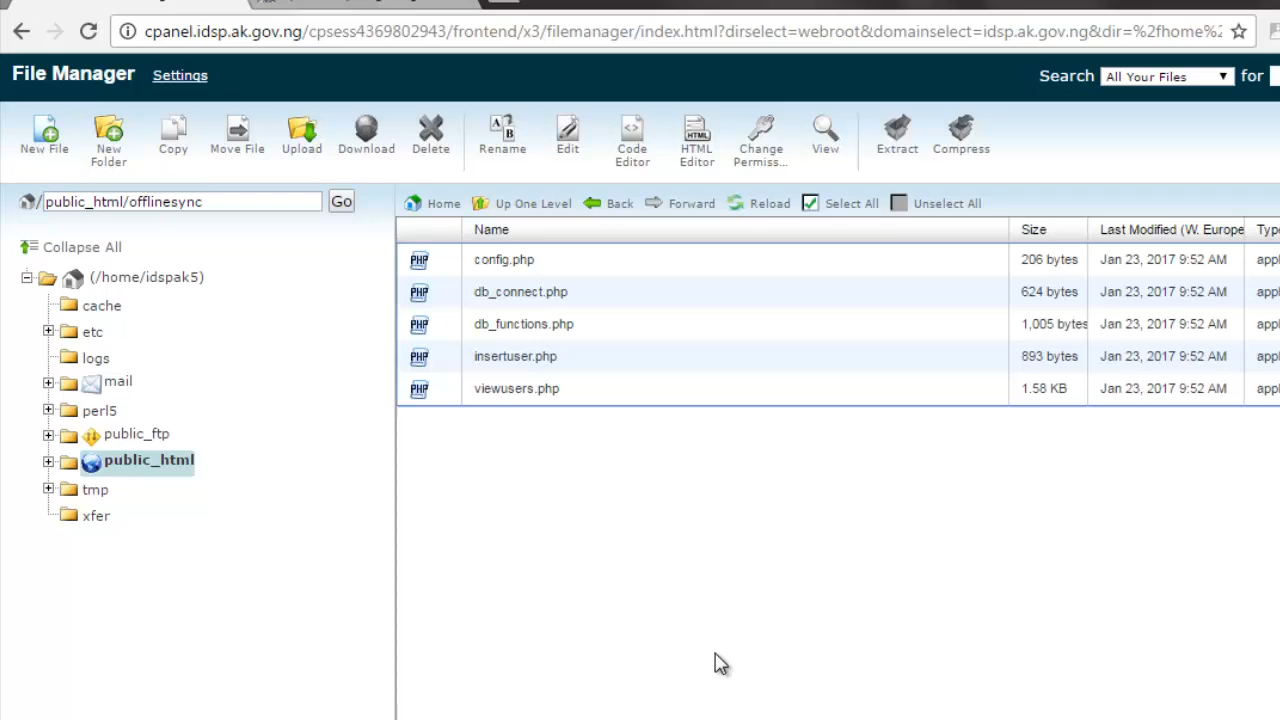 cpanel.idsp.ak.gov.ng/cpsess4369802943/frontend/x3/filemanager/index.html?dirselect=webroot&domainselect=idsp.ak.gov.ng&dir=%2fhome%2
File Manager Settings Search All Your Files for
New File New Folder Copy Move File Upload Download Delete Rename Edit Code Editor HTML Editor Change Permiss... View Extract Compress
/ public_html/offlinesync Go
Home Up One Level Back Forward Reload Select All Unselect All
Name Size Last Modified (W. Europe Typ
Collapse All
(/home/idspak5)
cache
etc
logs
mail
perl5
public_ftp
public_html
tmp
xfer
PHP config.php 206 bytes Jan 23, 2017 9:52 AM appl
PHP db_connect.php 624 bytes Jan 23, 2017 9:52 AM appl
PHP db_functions.php 1,005 bytes Jan 23, 2017 9:52 AM appl
PHP insertuser.php 893 bytes Jan 23, 2017 9:52 AM appl
PHP viewusers.php 1.58 KB Jan 23, 2017 9:52 AM appl